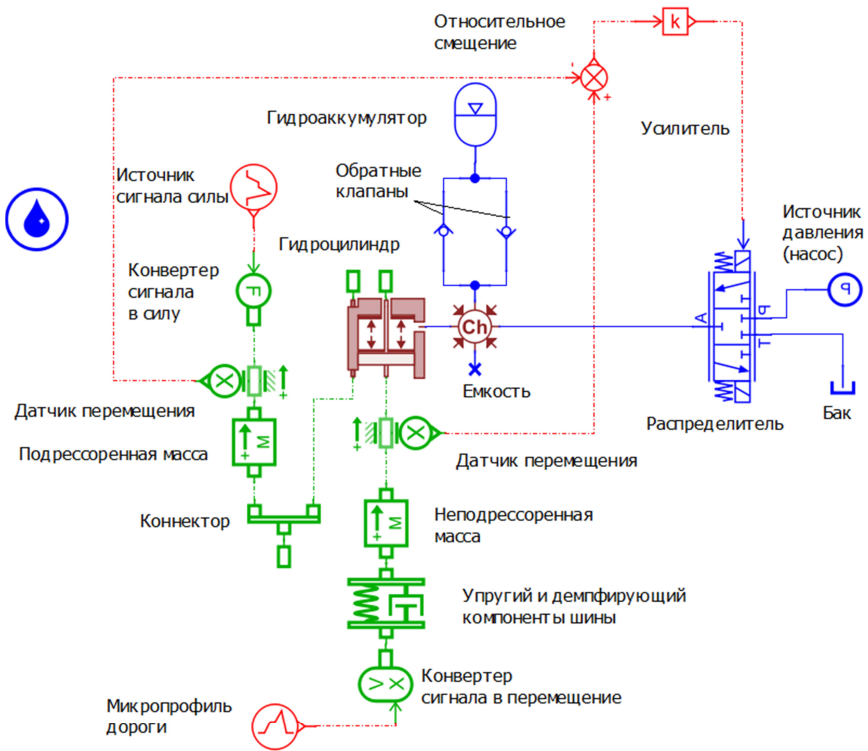 Относительное
смещение
k
-
+
Гидроаккумулятор
Усилитель
Источник
сигнала силы
Обратные
клапаны
Источник
давления
(насос)
Гидроцилиндр
Конвертер
сигнала
в силу
F
P
A
P
T
Ch
Емкость
Бак
Распределитель
X
+
Датчик перемещения
Подрессоренная масса
M
+
X
+
Датчик перемещения
Коннектор
M
+
Неподрессоренная
масса
Упругий и демпфирующий
компоненты шины
V X
Конвертер
сигнала в перемещение
Микропрофиль
дороги